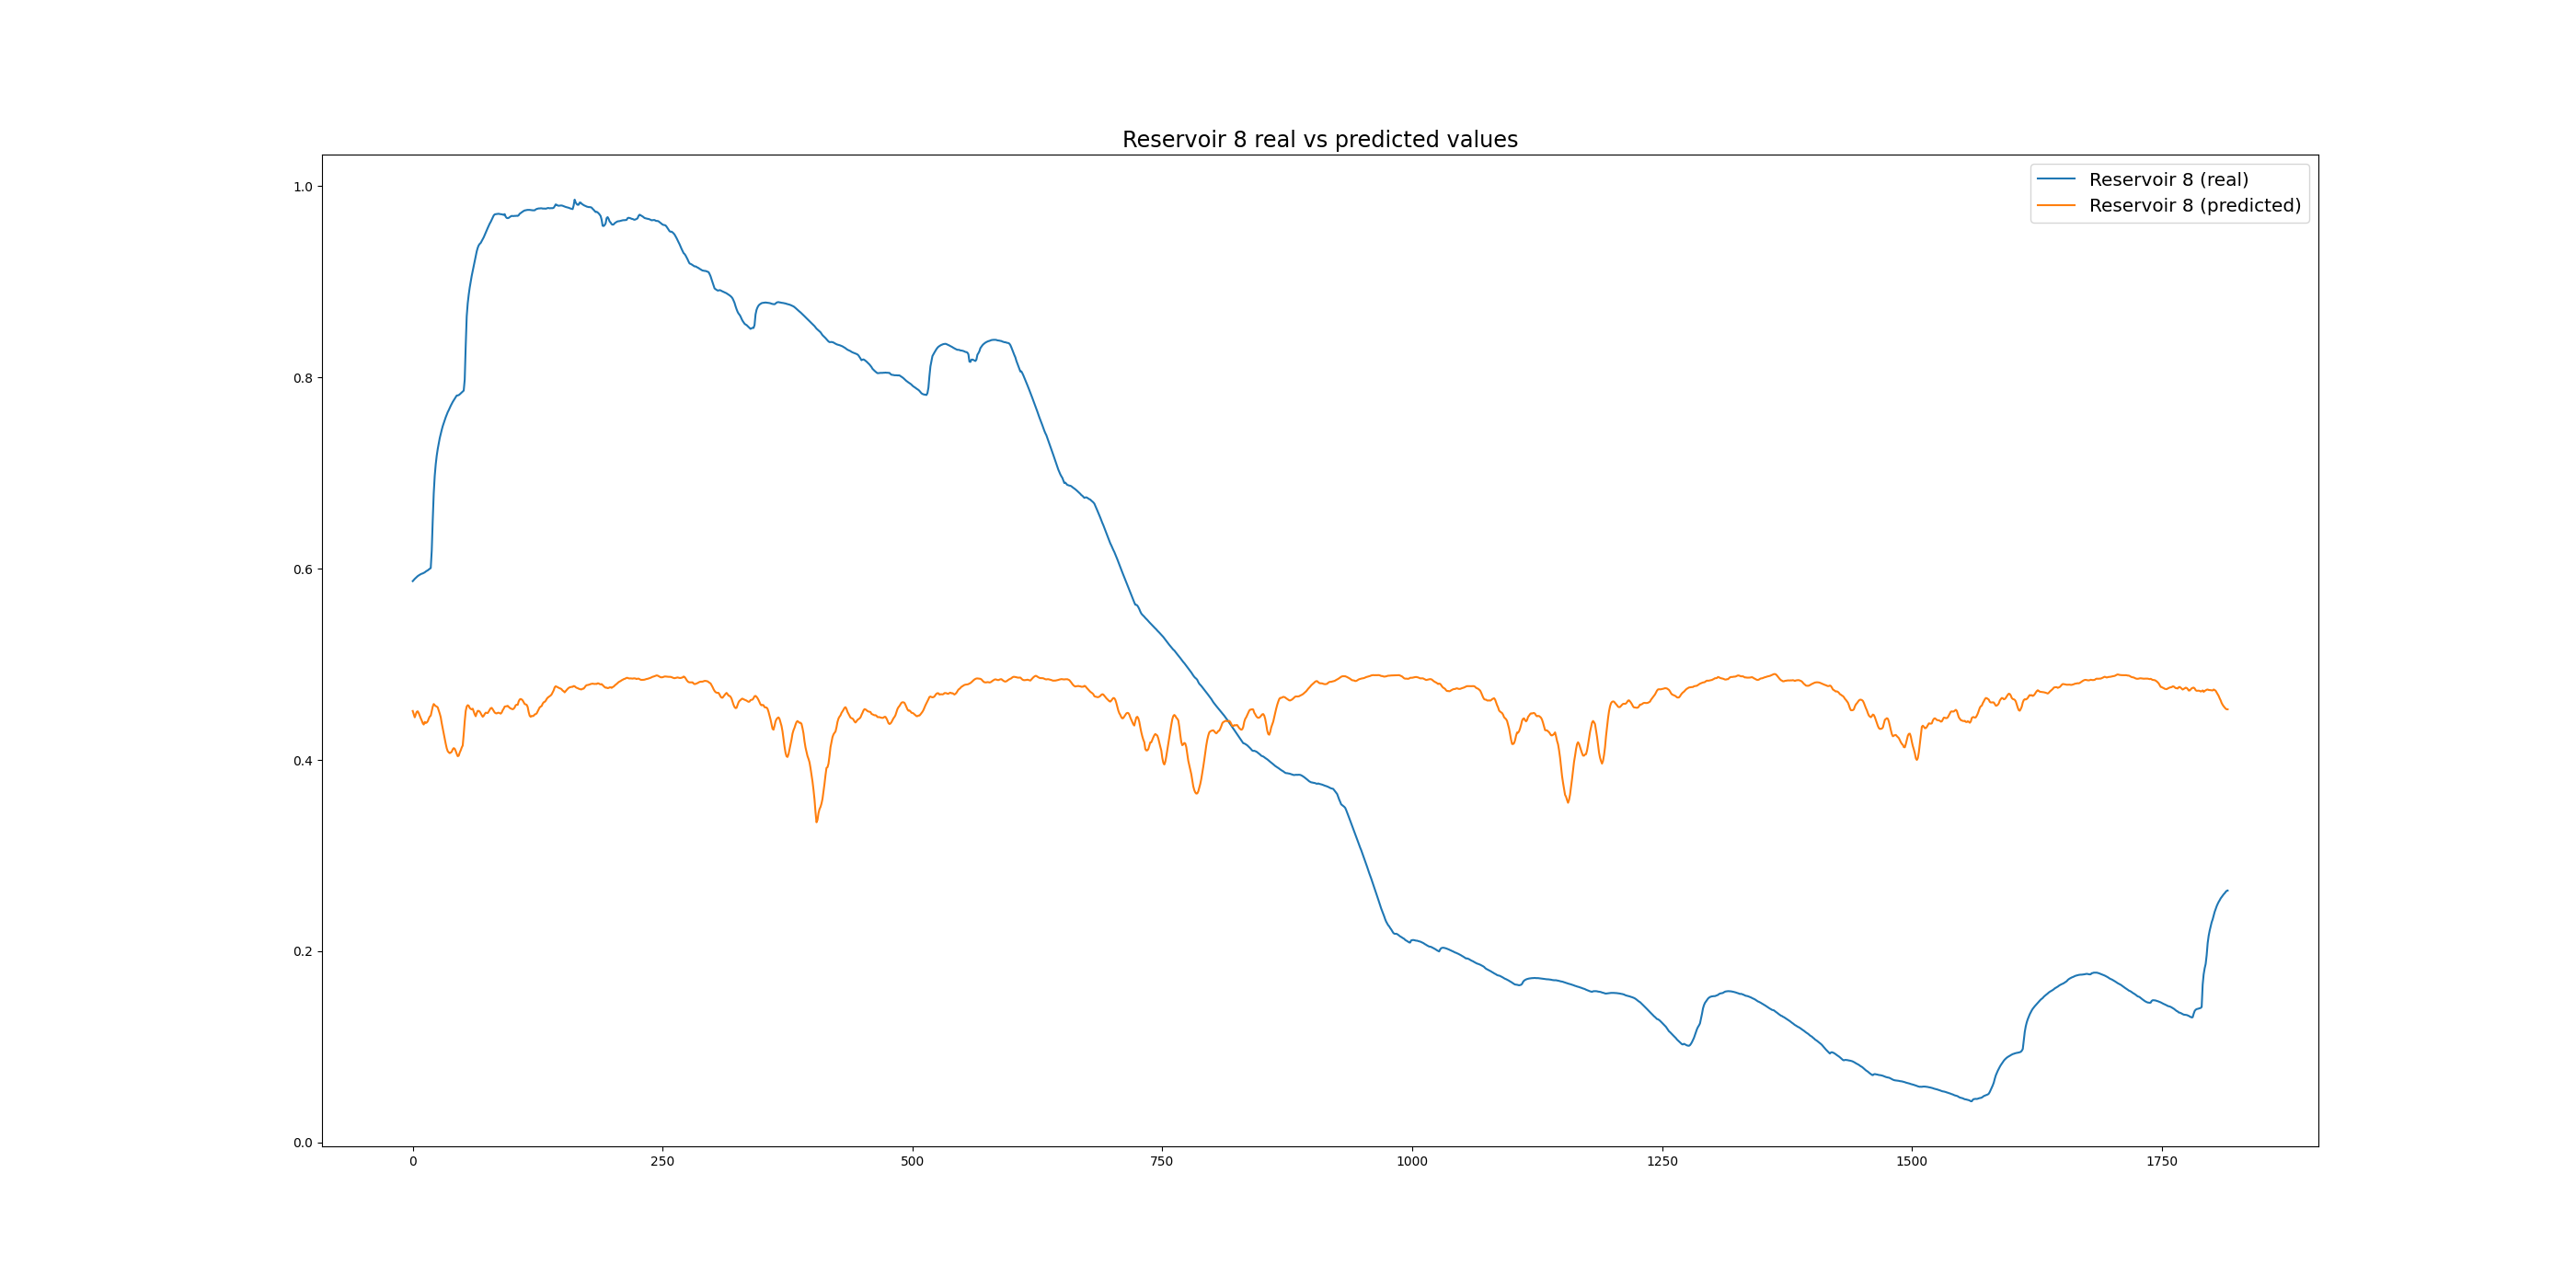 Reservoir 8 real vs predicted values
Reservoir 8 (real)
Reservoir 8 (predicted)
1.0
0.8
0.6
0.4
0.2
0.0
0 250 500 750 1000 1250 1500 1750